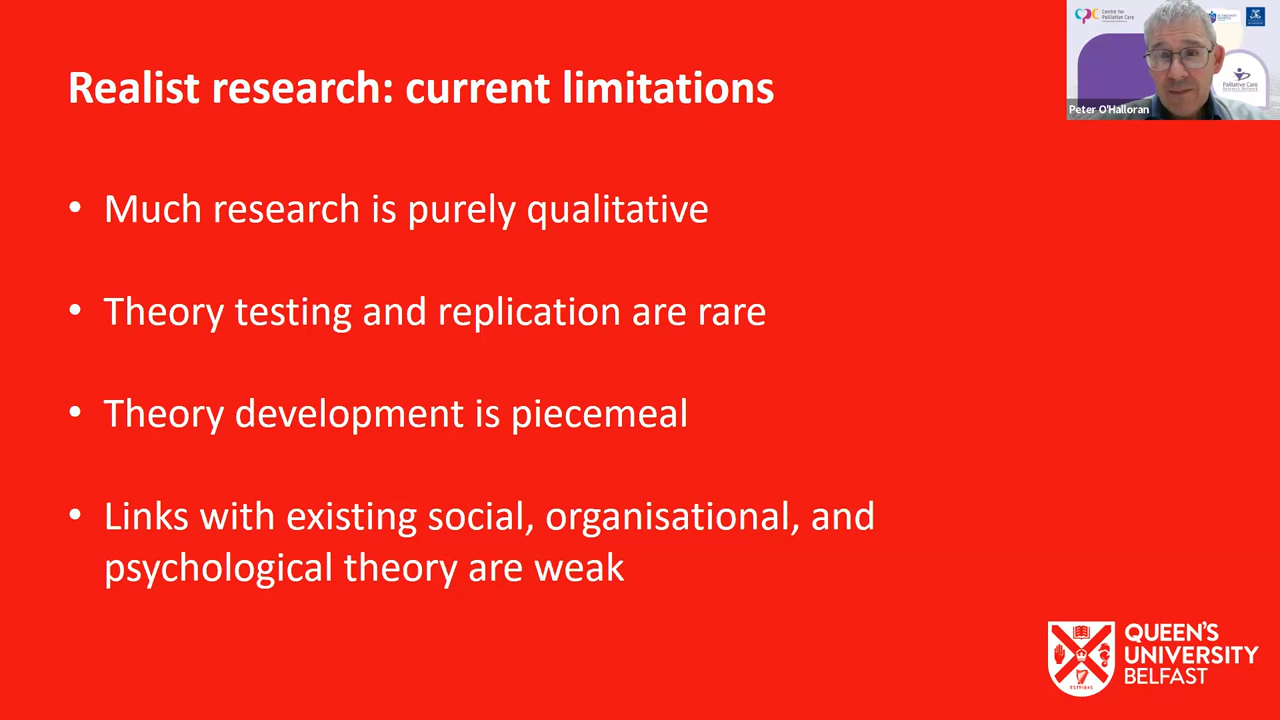 Realist research: current limitations
• Much research is purely qualitative
• Theory testing and replication are rare
• Theory development is piecemeal
• Links with existing social, organisational, and
psychological theory are weak
Centre for
Palliative Care
Palliative Care
Peter O'Halloran
QUEEN'S
UNIVERSITY
BELFAST